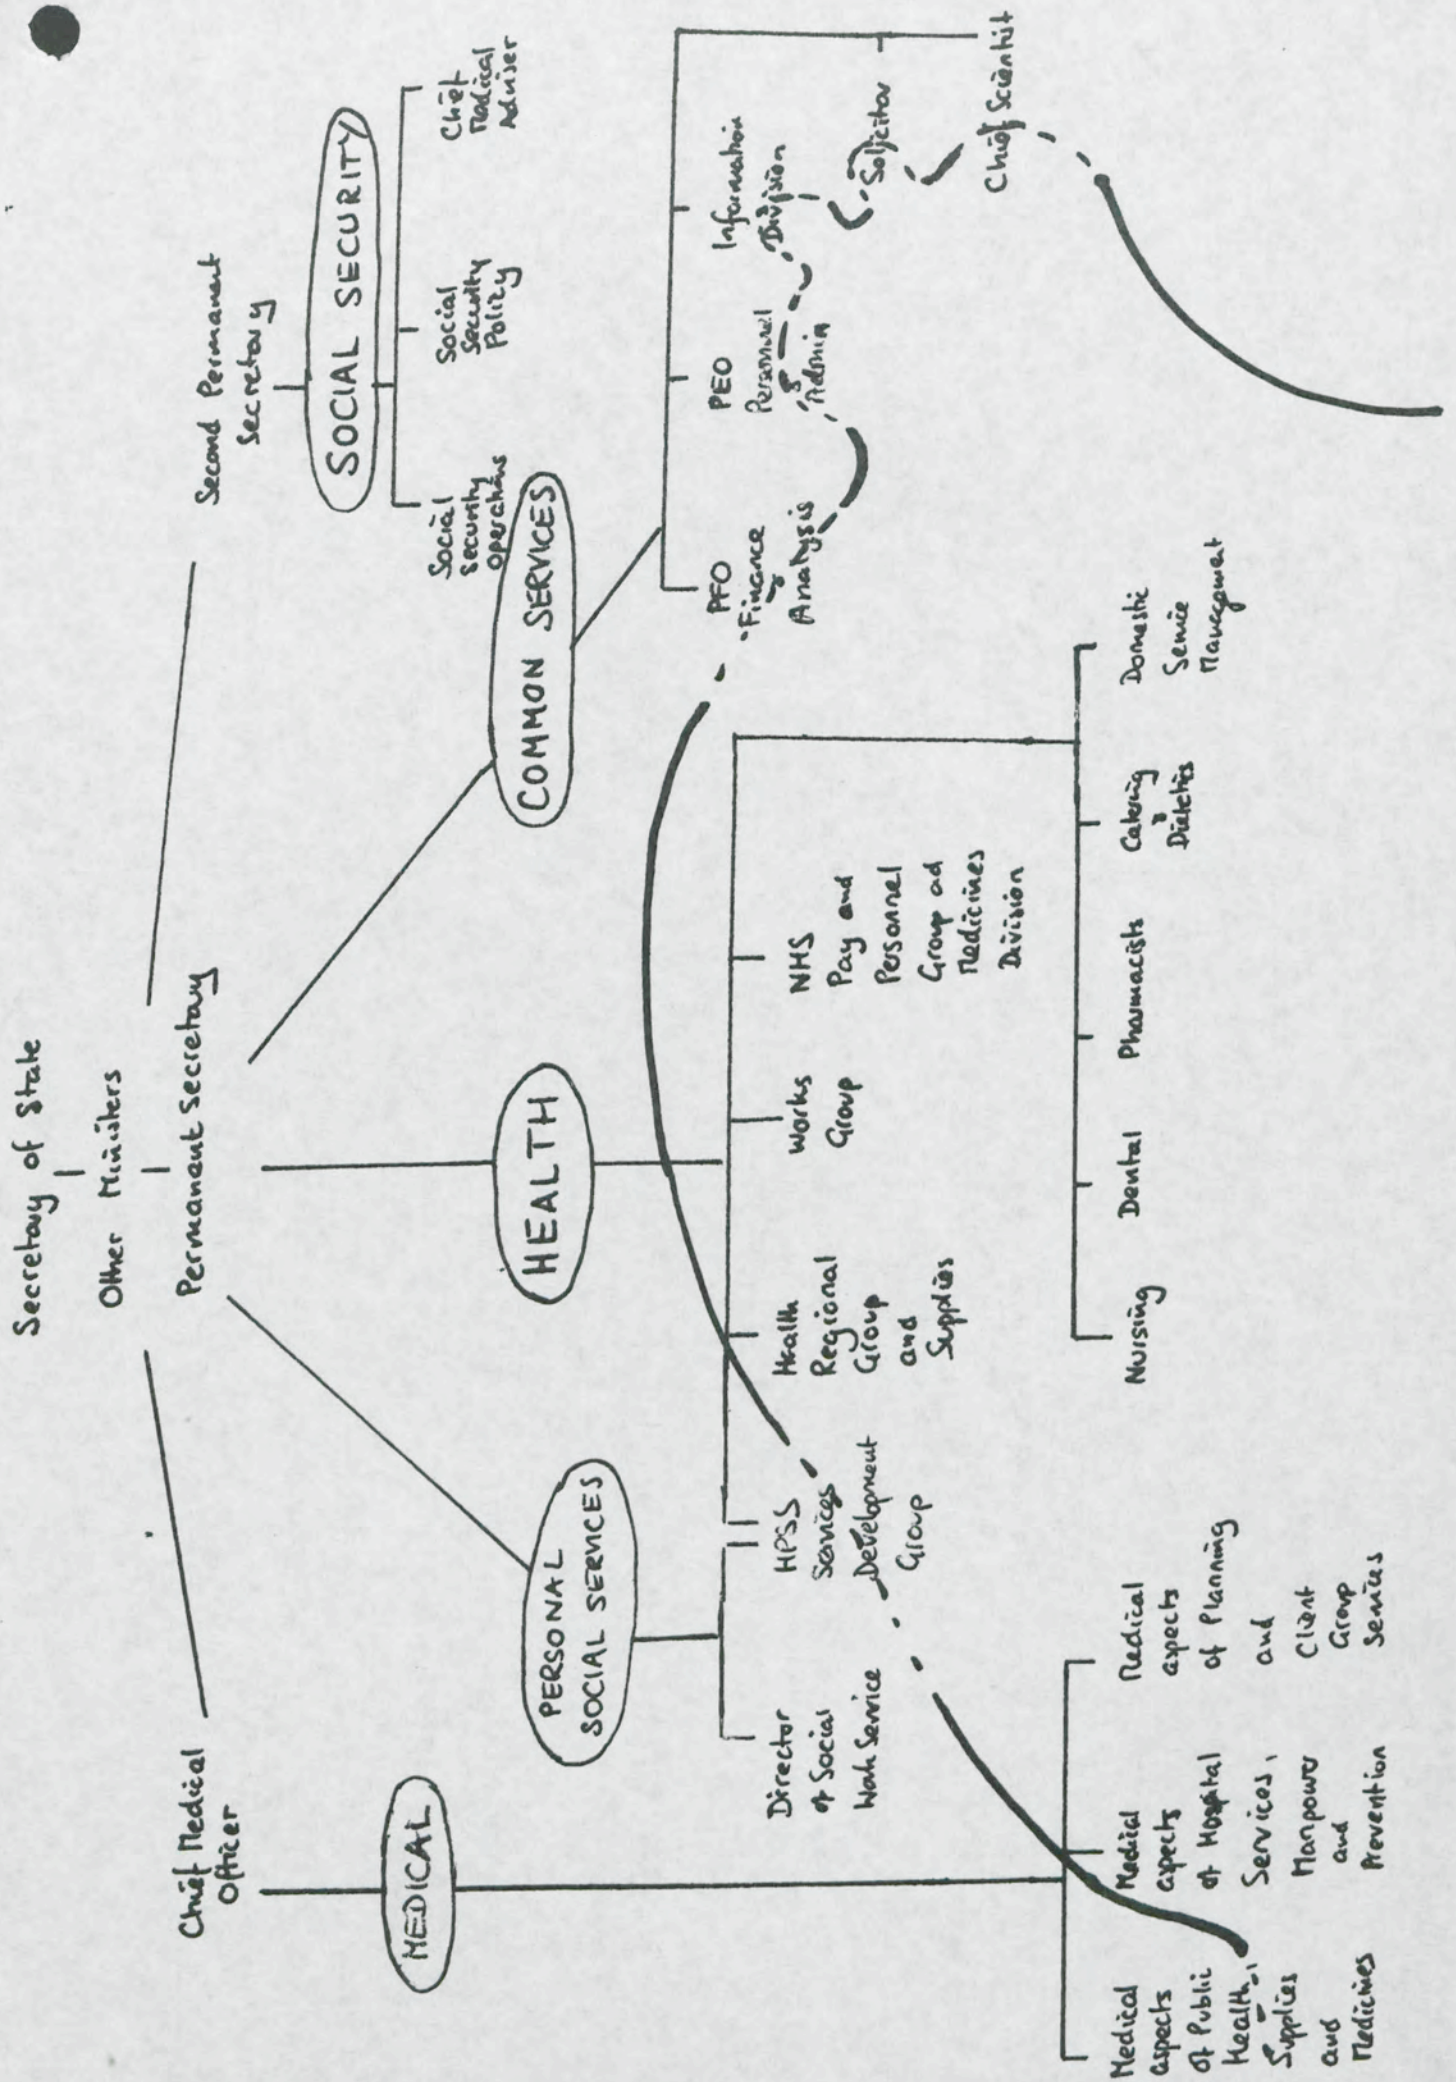 Secretary of State
Other Ministers
Permanent Secretary
Chief Medical
Officer
Second Permanent
Secretary
MEDICAL
PERSONAL
SOCIAL SERVICES
HEALTH
COMMON SERVICES
SOCIAL SECURITY
Social
Security
Operations
Social
Security
Policy
Chief
Medical
Adviser
Director
of Social
Work Service
HPSS
Services
Development
Group
Health
Regional
Group
and
Supplies
Works
Group
NHS
Pay and
Personnel
Group ad
Medicines
Division
PFO
Finance
&
Analysis
PEO
Personnel
&
Admin
Information
Division
Solicitor
Chief Scientist
Medical
aspects
of Public
Health,
Supplies
and
Medicines
Medical
aspects
of Hospital
Services,
Manpower
and
Prevention
Medical
aspects
of Planning
and
Client
Group
Services
Nursing
Dental
Pharmacists
Catering
&
Dietetics
Domestic
Service
Management